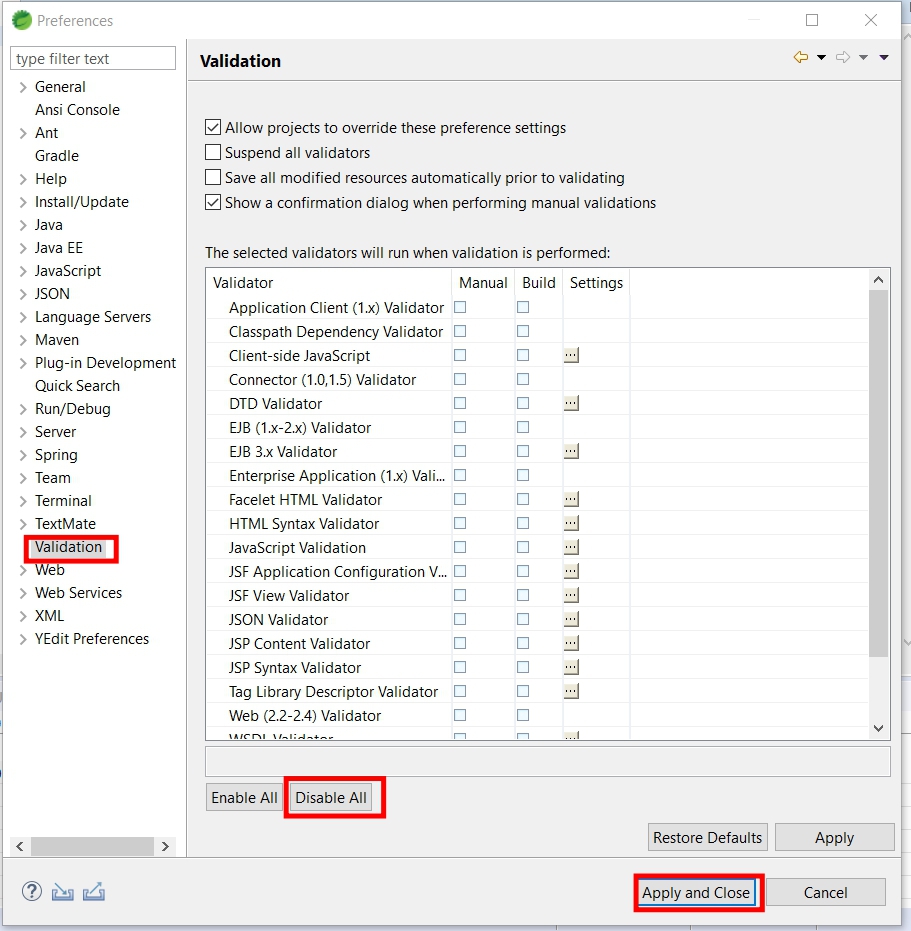 Preferences
type filter text
General
Ansi Console
Ant
Gradle
Help
Install/Update
Java
Java EE
JavaScript
JSON
Language Servers
Maven
Plug-in Development
Quick Search
Run/Debug
Server
Spring
Team
Terminal
TextMate
Validation
Web
Web Services
XML
YEdit Preferences
Validation
Allow projects to override these preference settings
Suspend all validators
Save all modified resources automatically prior to validating
Show a confirmation dialog when performing manual validations
The selected validators will run when validation is performed:
Validator Manual Build Settings
Application Client (1.x) Validator
Classpath Dependency Validator
Client-side JavaScript ...
Connector (1.0,1.5) Validator
DTD Validator ...
EJB (1.x-2.x) Validator
EJB 3.x Validator ...
Enterprise Application (1.x) Vali...
Facelet HTML Validator ...
HTML Syntax Validator ...
JavaScript Validation ...
JSF Application Configuration V... ...
JSF View Validator ...
JSON Validator ...
JSP Content Validator ...
JSP Syntax Validator ...
Tag Library Descriptor Validator ...
Web (2.2-2.4) Validator
WSDL Validator ...
Enable All Disable All
Restore Defaults Apply
? Apply and Close Cancel